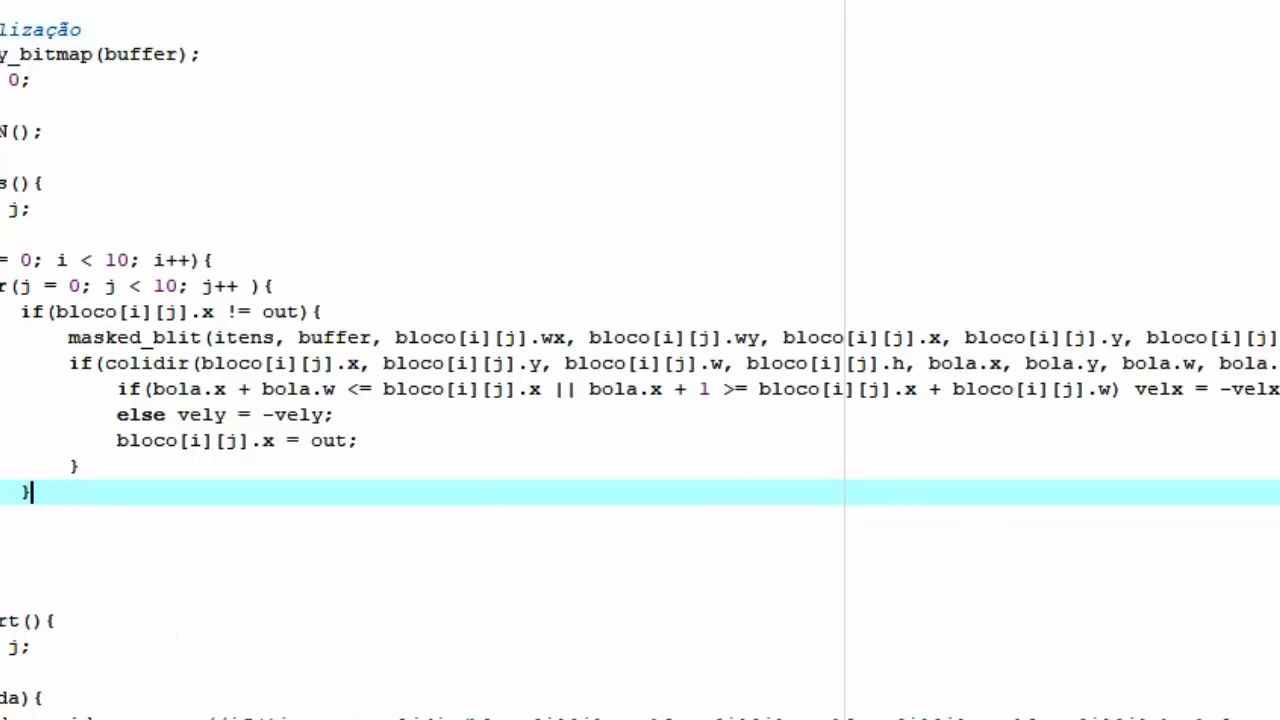 lização
y_bitmap(buffer);
0;
N();
s(){
j;
= 0; i < 10; i++){
r(j = 0; j < 10; j++ ){
if(bloco[i][j].x != out){
masked_blit(itens, buffer, bloco[i][j].wx, bloco[i][j].wy, bloco[i][j].x, bloco[i][j].y, bloco[i][j]
if(colidir(bloco[i][j].x, bloco[i][j].y, bloco[i][j].w, bloco[i][j].h, bola.x, bola.y, bola.w, bola.
if(bola.x + bola.w <= bloco[i][j].x || bola.x + 1 >= bloco[i][j].x + bloco[i][j].w) velx = -velx
else vely = -vely;
bloco[i][j].x = out;
}
}
rt(){
j;
da){